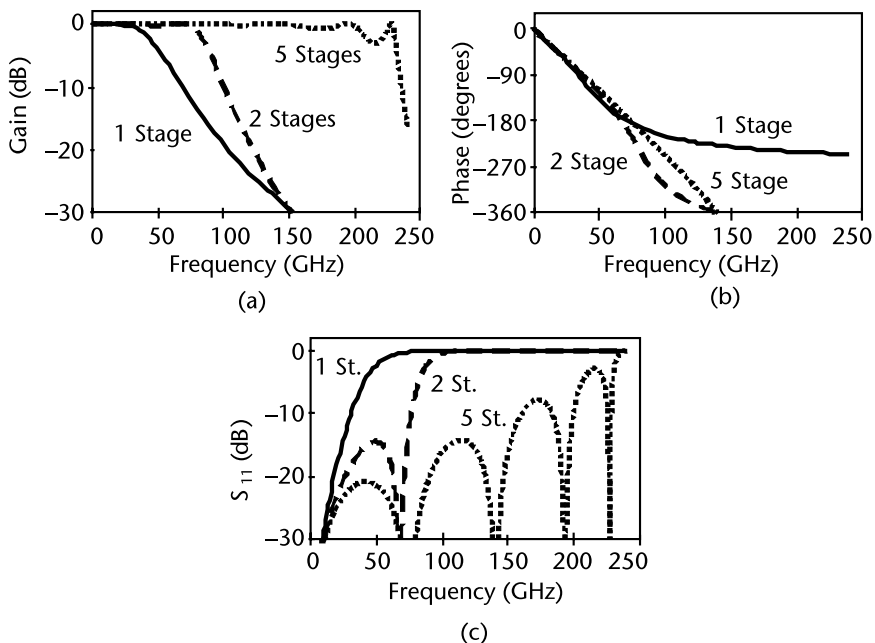 0
−10
−20
−30
Gain (dB)
5 Stages
1 Stage
2 Stages
0 50 100 150 200 250
Frequency (GHz)
(a)
0
−90
−180
−270
−360
Phase (degrees)
1 Stage
2 Stage
5 Stage
0 50 100 150 200 250
Frequency (GHz)
(b)
0
−10
−20
−30
S11 (dB)
1 St.
2 St.
5 St.
0 50 100 150 200 250
Frequency (GHz)
(c)